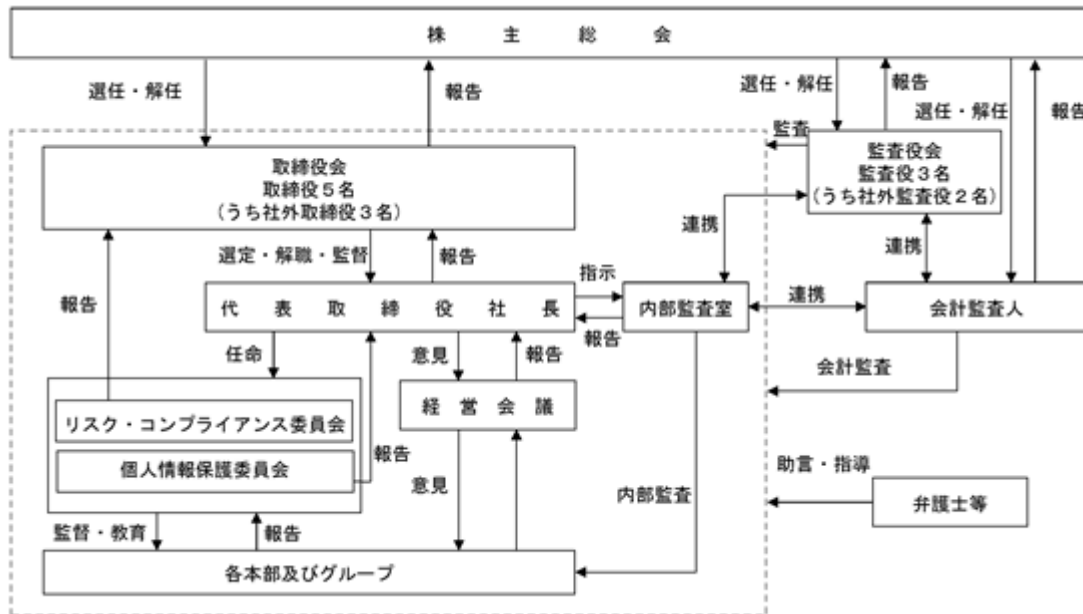 株主総会
選任・解任
報告
選任・解任
報告
選任・解任
報告
監査
取締役会
取締役5名
(うち社外取締役3名)
監査役会
監査役3名
(うち社外監査役2名)
連携
連携
選定・解職・監督
報告
報告
指示
代表取締役社長
内部監査室
連携
会計監査人
報告
任命
意見
報告
会計監査
経営会議
リスク・コンプライアンス委員会
個人情報保護委員会
報告
意見
内部監査
助言・指導
弁護士等
監督・教育
報告
各本部及びグループ